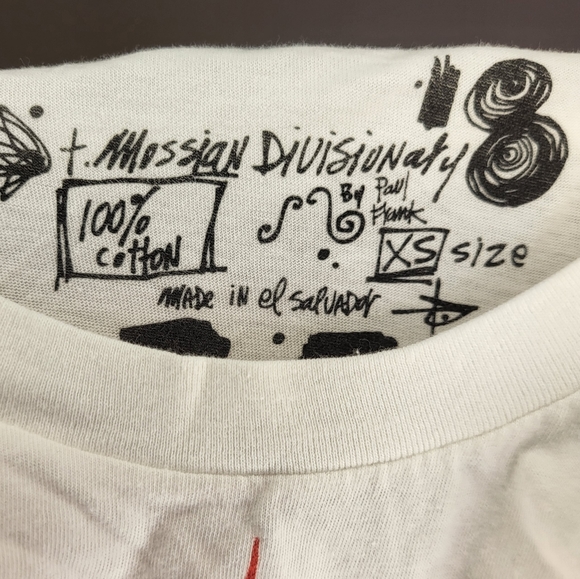 t. Mossian Divisionary
100%
cotton
By Paul
Frank
XS size
MADE IN el SALVADOR